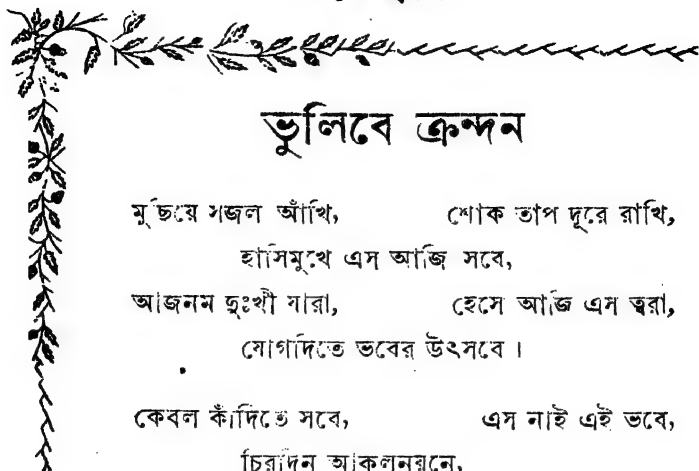 ভুলিবে ক্রন্দন
মুছিয়ে সজল আঁখি, শোক তাপ দূরে রাখি,
হাসিমুখে এস আজি সবে,
আজনম দুঃখী যারা, হেসে আজি এস ত্বরা,
যোগদিতে ভবের উৎসবে ।
কেবল কাঁদিতে সবে, এস নাই এই ভবে,
চিরদিন আকুলনয়নে,